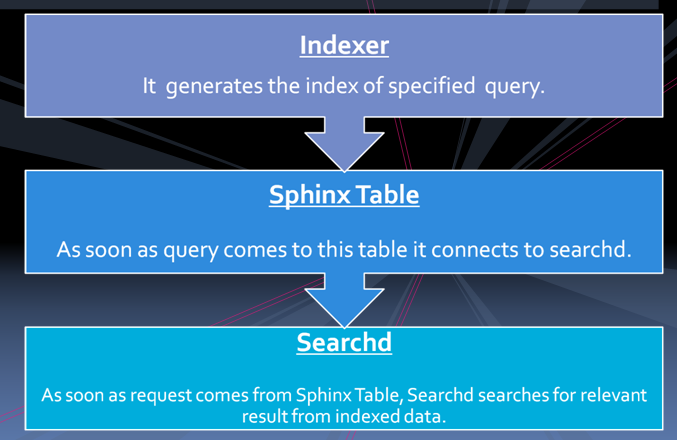 Indexer
It generates the index of specified query.
Sphinx Table
As soon as query comes to this table it connects to searchd.
Searchd
As soon as request comes from Sphinx Table, Searchd searches for relevant
result from indexed data.